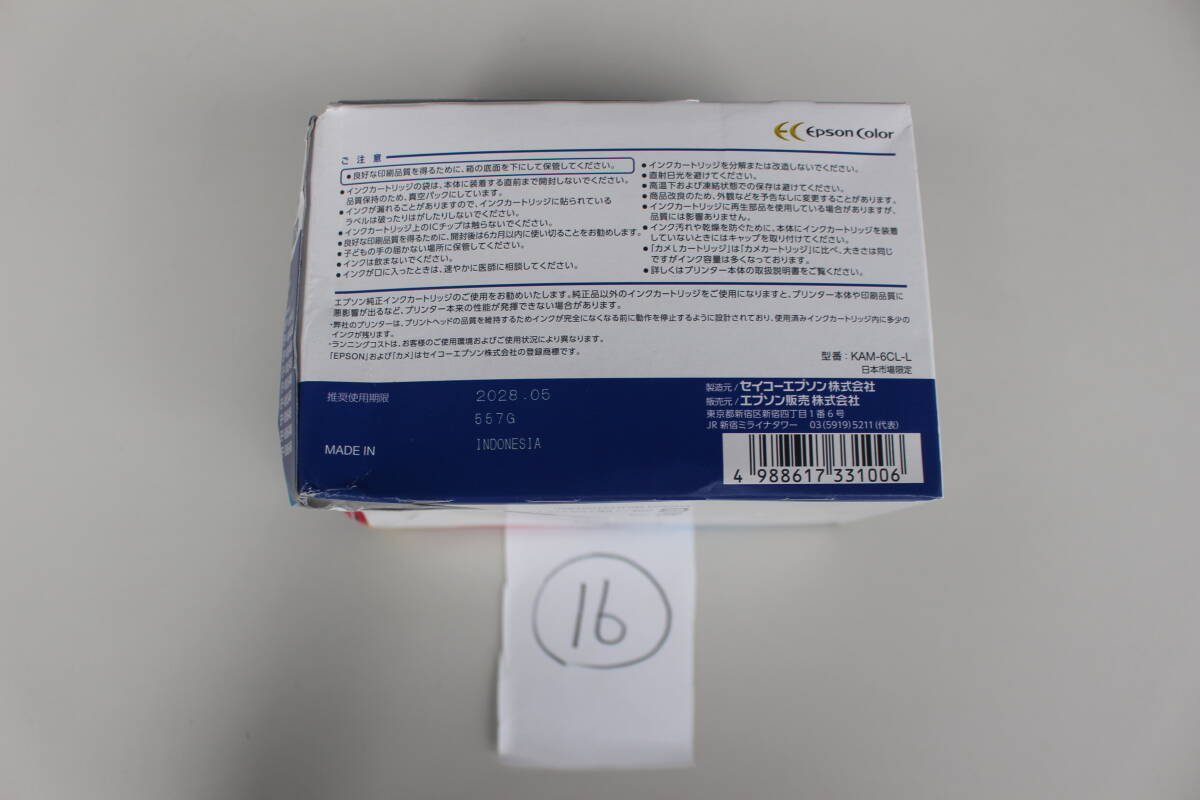 Epson Color
ご注意
●良好な印刷品質を得るために、箱の底面を下にして保管してください。
●インクカートリッジの袋は、本体に装着する直前まで開封しないでください。
品質保持のため、真空パックにしています。
●インクが漏れることがありますので、インクカートリッジに貼られている
ラベルは破ったりはがしたりしないでください。
●インクカートリッジ上のICチップは触らないでください。
●良好な印刷品質を得るために、開封後は6カ月以内に使い切ることをお勧めします。
●子どもの手の届かない場所に保管してください。
●インクは飲まないでください。
●インクが口に入ったときは、速やかに医師に相談してください。
●インクカートリッジを分解または改造しないでください。
●直射日光を避けてください。
●高温下および凍結状態での保存は避けてください。
●商品改良のため、外観などを予告なしに変更することがあります。
●インクカートリッジに再生部品を使用している場合がありますが、
品質には影響ありません。
●インク汚れや乾燥を防ぐために、本体にインクカートリッジを装着
していないときにはキャップを取り付けてください。
●「カメLカートリッジ」は「カメカートリッジ」に比べ、大きさは同じ
ですがインク容量は多くなっております。
●詳しくはプリンター本体の取扱説明書をご覧ください。
エプソン純正インクカートリッジのご使用をお勧めいたします。純正品以外のインクカートリッジをご使用になりますと、プリンター本体や印刷品質に
悪影響が出るなど、プリンター本来の性能が発揮できない場合があります。
・弊社のプリンターは、プリントヘッドの品質を維持するためインクが完全になくなる前に動作を停止するように設計されており、使用済みインクカートリッジ内に多少の
インクが残ります。
・ランニングコストは、お客様のご使用環境およびご使用状況により異なります。
「EPSON」および「カメ」はセイコーエプソン株式会社の登録商標です。
型番：KAM-6CL-L
日本市場限定
推奨使用期限 2028.05
557G
MADE IN INDONESIA
製造元/セイコーエプソン株式会社
販売元/エプソン販売株式会社
東京都新宿区新宿四丁目1番6号
JR新宿ミライナタワー 03(5919)5211(代表)
4 988617 331006
16